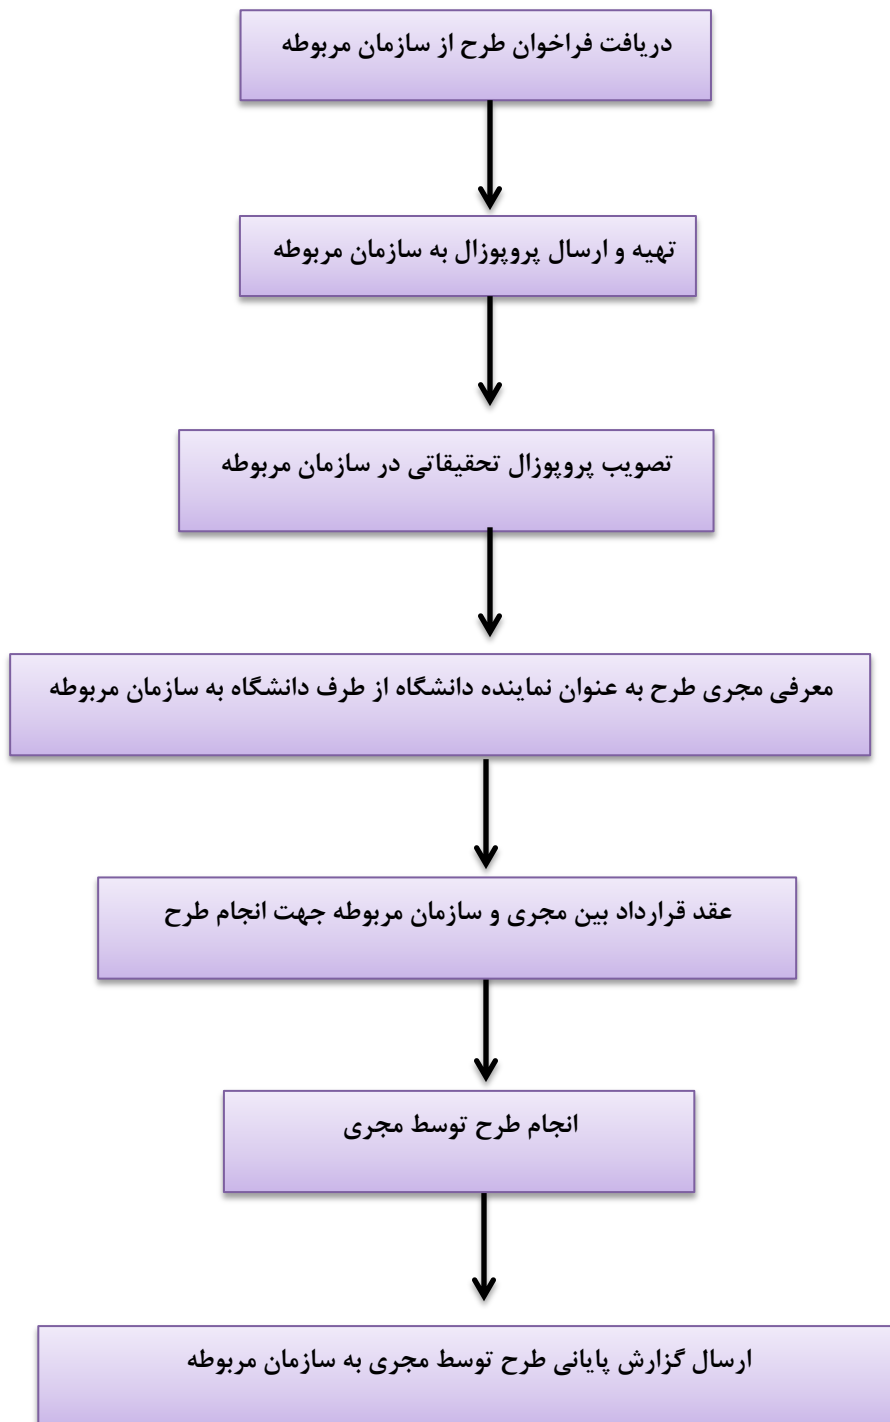 دریافت فراخوان طرح از سازمان مربوطه
تهیه و ارسال پروپوزال به سازمان مربوطه
تصویب پروپوزال تحقیقاتی در سازمان مربوطه
معرفی مجری طرح به عنوان نماینده دانشگاه از طرف دانشگاه به سازمان مربوطه
عقد قرارداد بین مجری و سازمان مربوطه جهت انجام طرح
انجام طرح توسط مجری
ارسال گزارش پایانی طرح توسط مجری به سازمان مربوطه